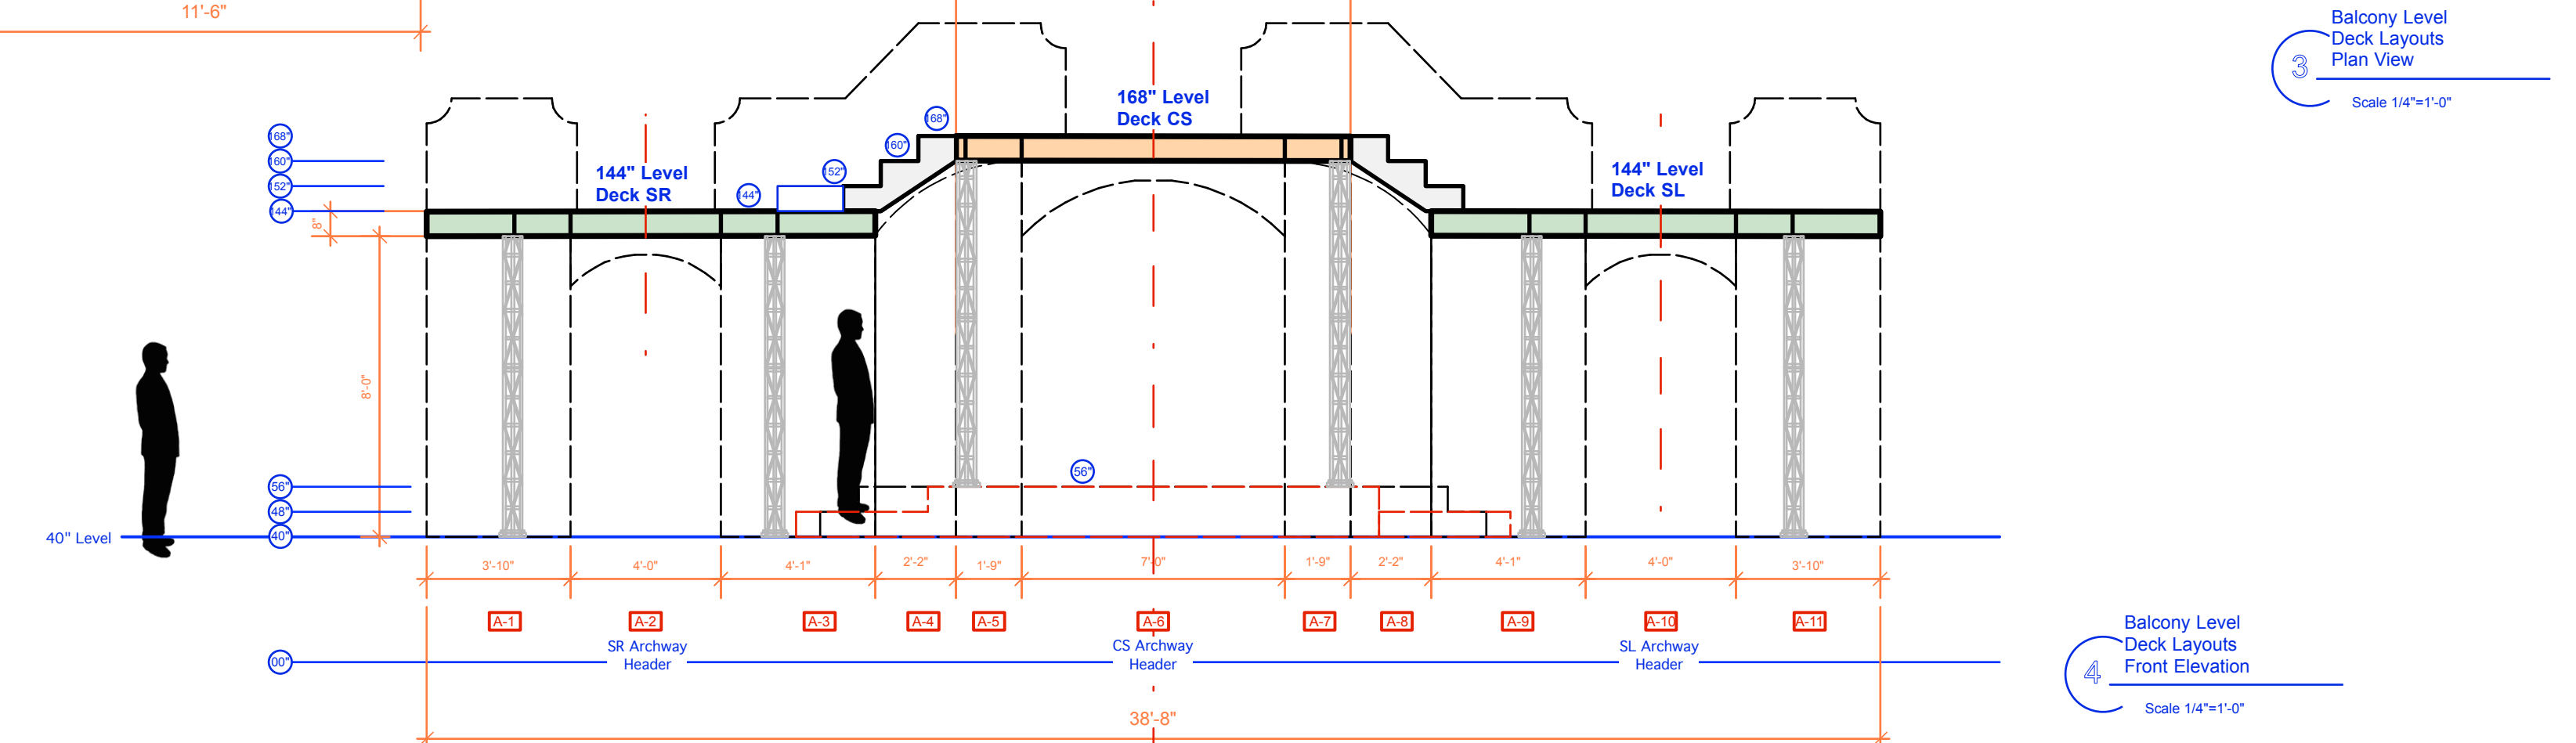 11'-6"
Balcony Level
Deck Layouts
Plan View
3
Scale 1/4"=1'-0"
168" Level
Deck CS
168"
160"
152"
144"
168"
160"
152"
144"
144" Level
Deck SR
144" Level
Deck SL
8"
8'-0"
56"
56"
48"
40"
40" Level
3'-10"
4'-0"
4'-1"
2'-2"
1'-9"
7'-0"
1'-9"
2'-2"
4'-1"
4'-0"
3'-10"
A-1
A-2
A-3
A-4
A-5
A-6
A-7
A-8
A-9
A-10
A-11
00"
SR Archway
Header
CS Archway
Header
SL Archway
Header
Balcony Level
Deck Layouts
Front Elevation
4
Scale 1/4"=1'-0"
38'-8"